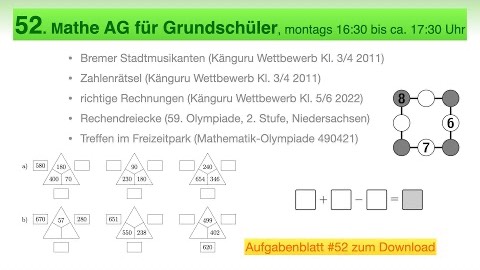 52. Mathe AG für Grundschüler, montags 16:30 bis ca. 17:30 Uhr
• Bremer Stadtmusikanten (Känguru Wettbewerb Kl. 3/4 2011)
• Zahlenrätsel (Känguru Wettbewerb Kl. 3/4 2011)
• richtige Rechnungen (Känguru Wettbewerb Kl. 5/6 2022)
• Rechendreiecke (59. Olympiade, 2. Stufe, Niedersachsen)
• Treffen im Freizeitpark (Mathematik-Olympiade 490421)
8
6
7
a) 580 180 90 240
400 70 230 180 654 346
+ − =
b) 670 57 280 651 499
550 238 402
620
Aufgabenblatt #52 zum Download